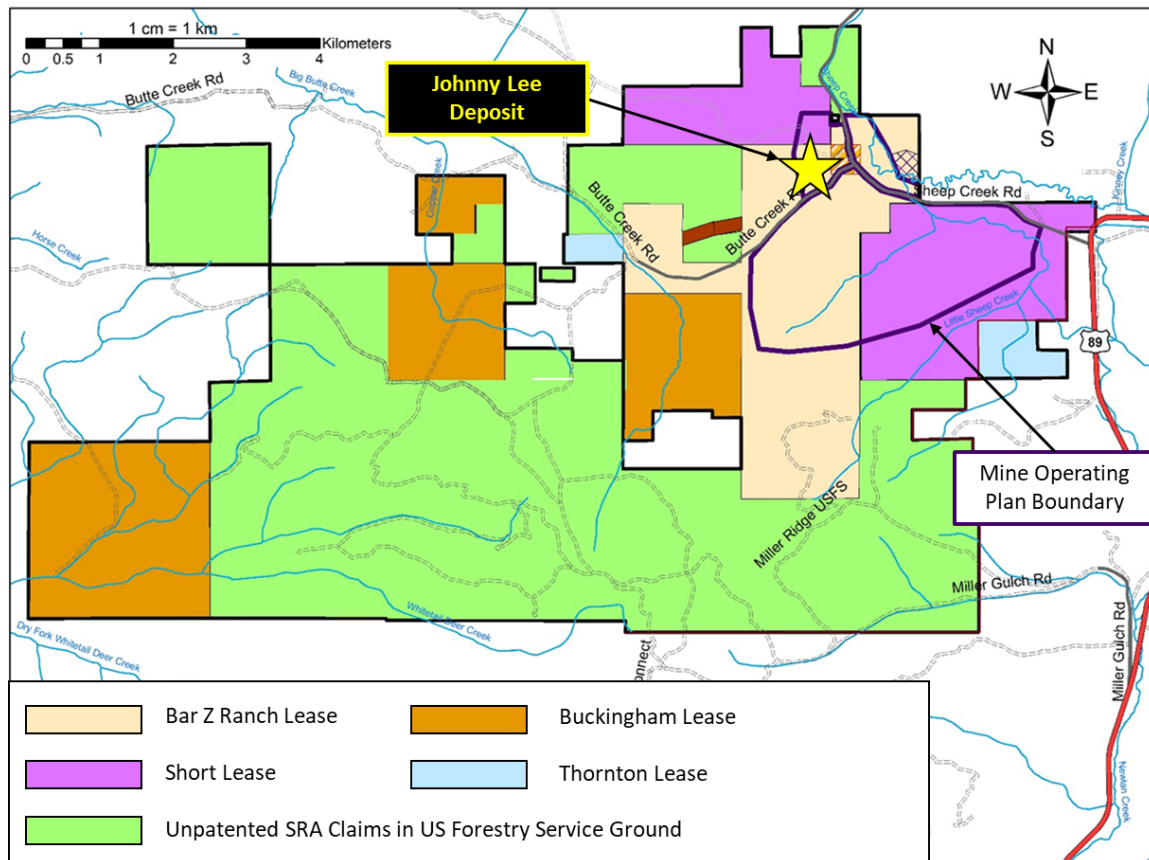 1 cm = 1 km
Kilometers
0 0.5 1 2 3 4
Butte Creek Rd
Big Butte Creek
Johnny Lee
Deposit
Sheep Creek
N
W E
S
Copper Creek
Horse Creek
Butte Creek Rd
Butte Creek R
Sheep Creek Rd
Kinney Creek
Little Sheep Creek
89
Mine Operating
Plan Boundary
Miller Ridge USFS
Miller Gulch Rd
Miller Gulch Rd
Whitetail Deer Creek
Dry Fork Whitetail Deer Creek
onnect
Newlan Creek
Bar Z Ranch Lease
Buckingham Lease
Short Lease
Thornton Lease
Unpatented SRA Claims in US Forestry Service Ground